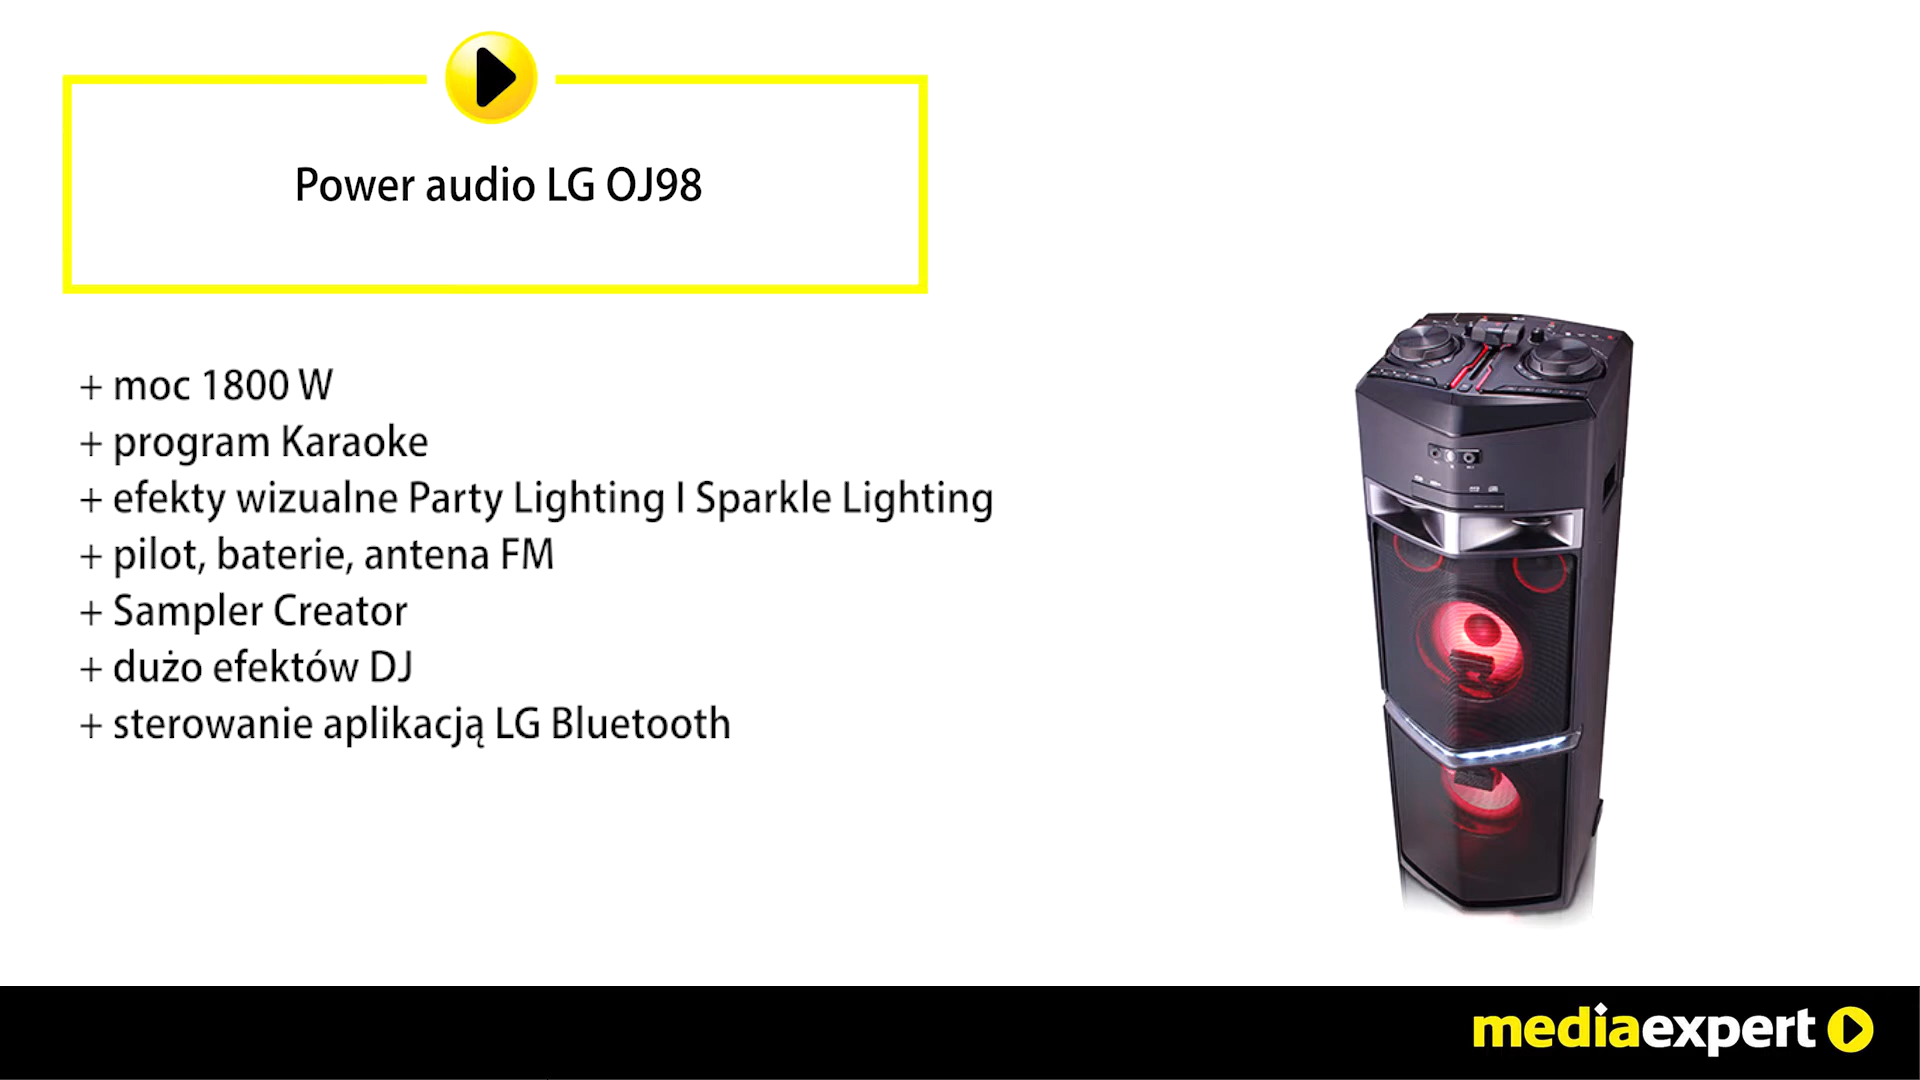 Power audio LG OJ98
+ moc 1800 W
+ program Karaoke
+ efekty wizualne Party Lighting I Sparkle Lighting
+ pilot, baterie, antena FM
+ Sampler Creator
+ dużo efektów DJ
+ sterowanie aplikacją LG Bluetooth
mediaexpert